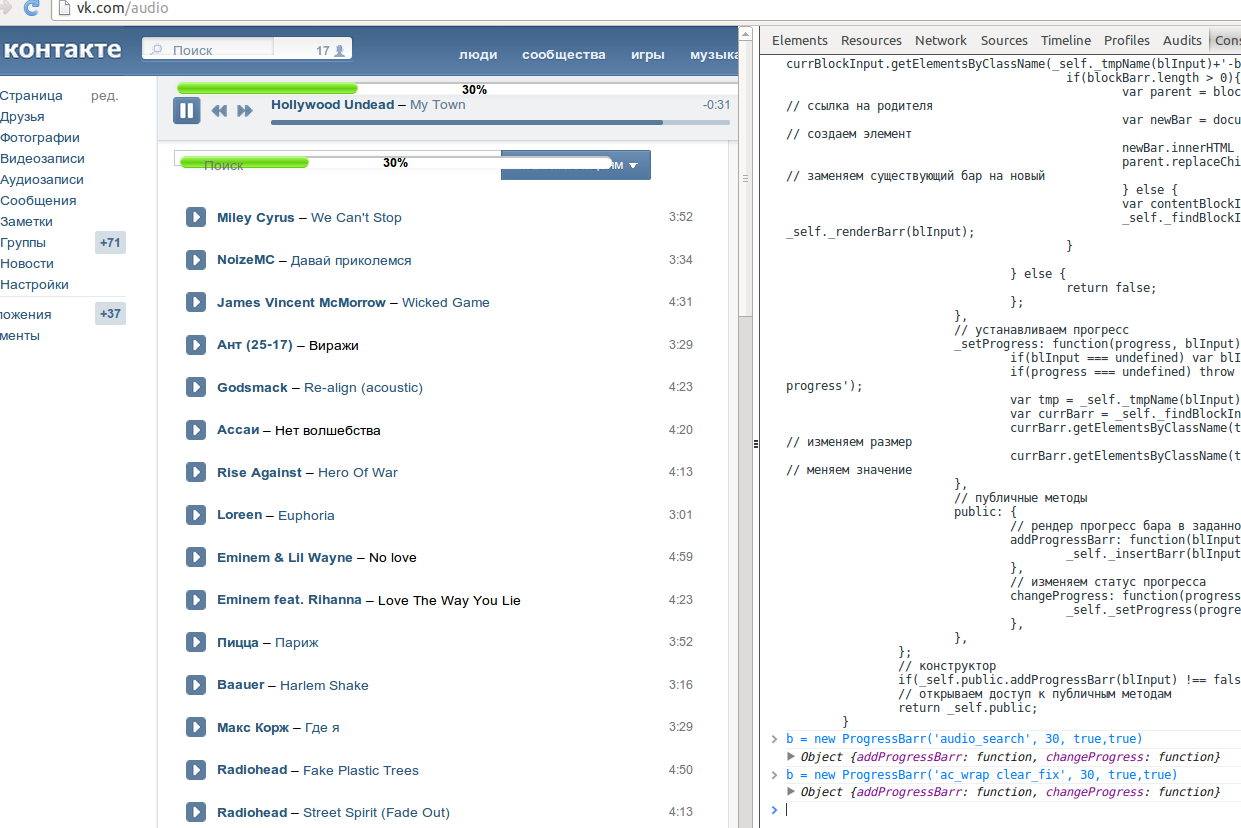 vk.com/audio
контакте
Поиск
17
люди
сообщества
игры
музыка
Страница
ред.
Друзья
Фотографии
Видеозаписи
Аудиозаписи
Сообщения
Заметки
Группы
+71
Новости
Настройки
ложения
+37
менты
30%
Hollywood Undead – My Town
-0:31
Поиск
30%
Miley Cyrus – We Can't Stop 3:52
NoizeMC – Давай приколемся 3:34
James Vincent McMorrow – Wicked Game 4:31
Ант (25-17) – Виражи 3:29
Godsmack – Re-align (acoustic) 4:23
Ассаи – Нет волшебства 4:20
Rise Against – Hero Of War 4:13
Loreen – Euphoria 3:01
Eminem & Lil Wayne – No love 4:59
Eminem feat. Rihanna – Love The Way You Lie 4:23
Пицца – Париж 3:52
Baauer – Harlem Shake 3:16
Макс Корж – Где я 3:29
Radiohead – Fake Plastic Trees 4:50
Radiohead – Street Spirit (Fade Out) 4:13
Elements Resources Network Sources Timeline Profiles Audits Cons
currBlockInput.getElementsByClassName(_self._tmpName(blInput)+'-b
if(blockBarr.length > 0){
var parent = bloc
// ссылка на родителя
var newBar = docu
// создаем элемент
newBar.innerHTML
parent.replaceChi
// заменяем существующий бар на новый
} else {
var contentBlockI
_self._findBlockI
_self._renderBarr(blInput);
}
} else {
return false;
};
},
// устанавливаем прогресс
_setProgress: function(progress, blInput)
if(blInput === undefined) var blI
if(progress === undefined) throw
progress');
var tmp = _self._tmpName(blInput)
var currBarr = _self._findBlockIn
currBarr.getElementsByClassName(t
// изменяем размер
currBarr.getElementsByClassName(t
// меняем значение
},
// публичные методы
public: {
// рендер прогресс бара в заданно
addProgressBarr: function(blInput
_self._insertBarr(blInput
},
// изменяем статус прогресса
changeProgress: function(progress
_self._setProgress(progre
},
},
};
// конструктор
if(_self.public.addProgressBarr(blInput) !== fals
// открываем доступ к публичным методам
return _self.public;
}
b = new ProgressBarr('audio_search', 30, true,true)
Object {addProgressBarr: function, changeProgress: function}
b = new ProgressBarr('ac_wrap clear_fix', 30, true,true)
Object {addProgressBarr: function, changeProgress: function}